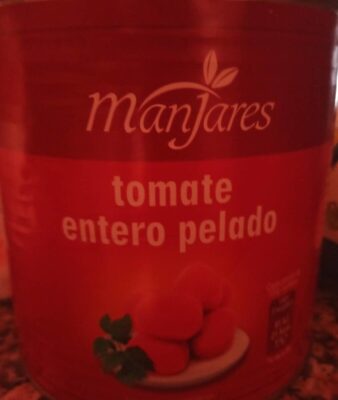 Manjares
tomate
entero pelado